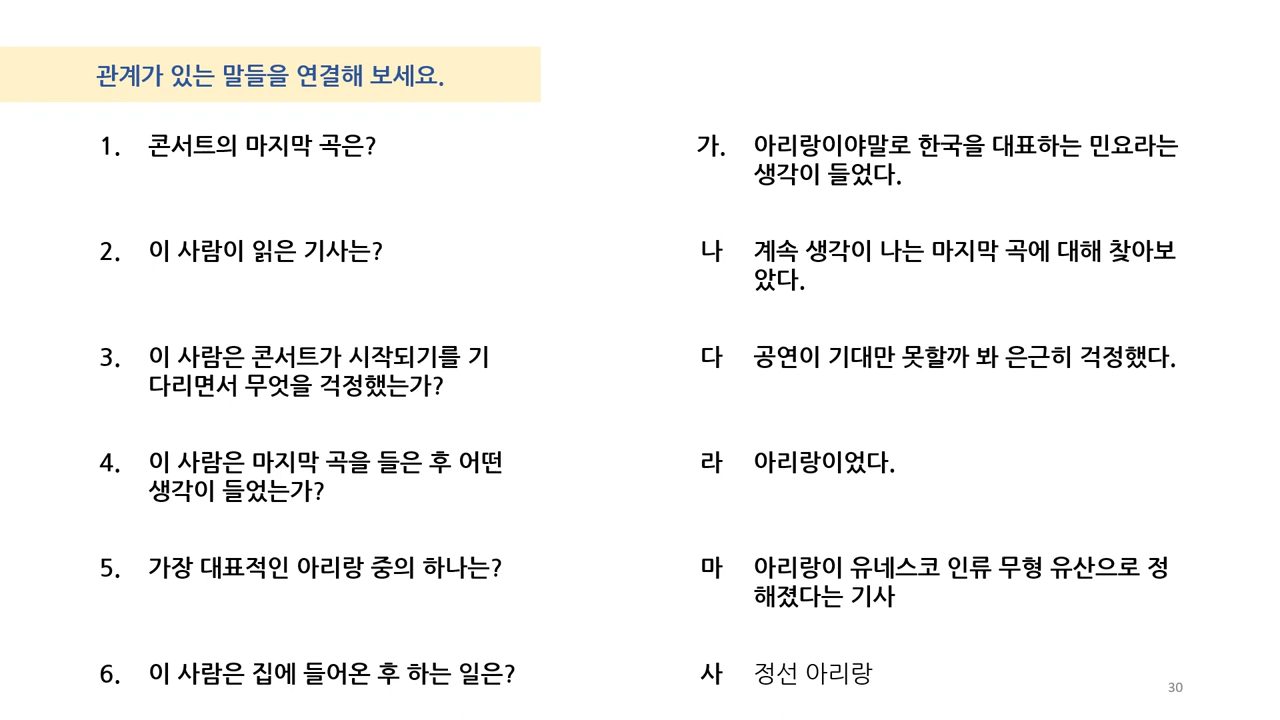 관계가 있는 말들을 연결해 보세요.
1. 콘서트의 마지막 곡은?
가. 아리랑이야말로 한국을 대표하는 민요라는
생각이 들었다.
2. 이 사람이 읽은 기사는?
나 계속 생각이 나는 마지막 곡에 대해 찾아보
았다.
3. 이 사람은 콘서트가 시작되기를 기
다리면서 무엇을 걱정했는가?
다 공연이 기대만 못할까 봐 은근히 걱정했다.
4. 이 사람은 마지막 곡을 들은 후 어떤
생각이 들었는가?
라 아리랑이었다.
5. 가장 대표적인 아리랑 중의 하나는?
마 아리랑이 유네스코 인류 무형 유산으로 정
해졌다는 기사
6. 이 사람은 집에 들어온 후 하는 일은?
사 정선 아리랑
30